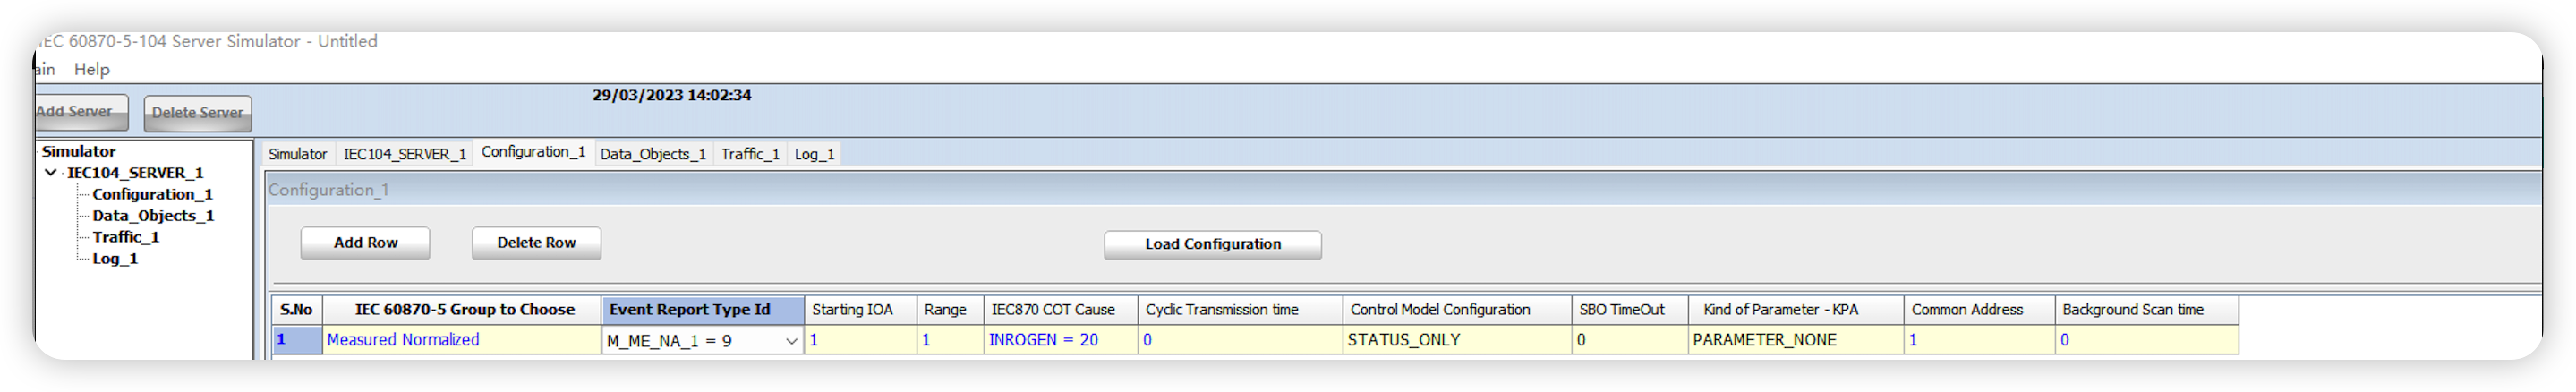 IEC 60870-5-104 Server Simulator - Untitled
Help
Add Server Delete Server 29/03/2023 14:02:34
Simulator
IEC104_SERVER_1
Configuration_1
Data_Objects_1
Traffic_1
Log_1
Simulator IEC104_SERVER_1 Configuration_1 Data_Objects_1 Traffic_1 Log_1
Configuration_1
Add Row Delete Row Load Configuration
S.No IEC 60870-5 Group to Choose Event Report Type Id Starting IOA Range IEC870 COT Cause Cyclic Transmission time Control Model Configuration SBO TimeOut Kind of Parameter - KPA Common Address Background Scan time
1 Measured Normalized M_ME_NA_1 = 9 1 1 INROGEN = 20 0 STATUS_ONLY 0 PARAMETER_NONE 1 0